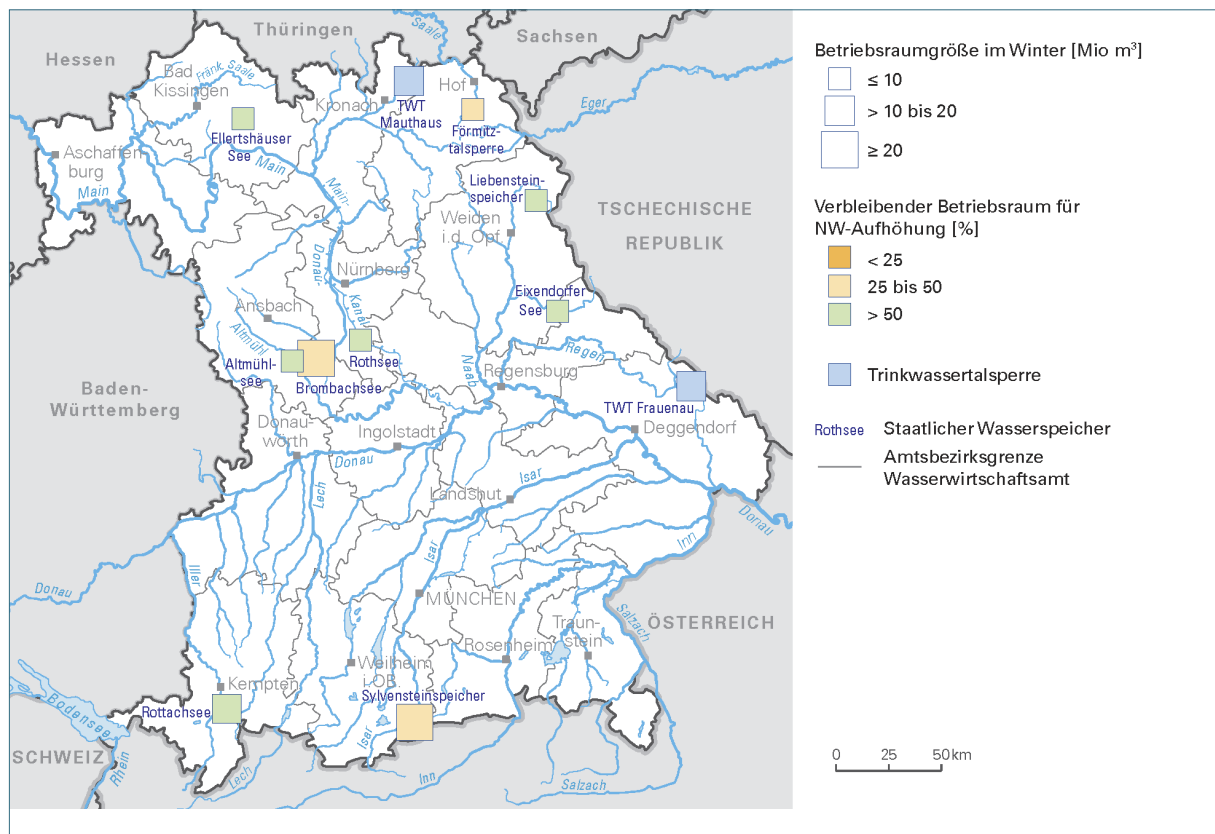 Thüringen
Saale
Sachsen
Hessen
Bad
Kissingen
Fränk. Saale
Kronach
TWT
Mauthaus
Hof
Förmitz-
talsperre
Eger
Ellertshäuser
See
Main
Aschaffen-
burg
Main
Main-
Donau-
Kanal
Liebenstein-
speicher
Weiden
i.d. Opf
TSCHECHISCHE
REPUBLIK
Nürnberg
Ansbach
Eixendorffer
See
Altmühl
Altmühl-
see
Brombachsee
Rothsee
Naab
Regen
Regensburg
TWT Frauenau
Deggendorf
Baden-
Württemberg
Donau-
wörth
Ingolstadt
Donau
Lech
Isar
Landshut
Donau
Inn
Isar
Iller
Donau
MÜNCHEN
Salzach
ÖSTERREICH
Traun-
stein
Rosenheim
Weilheim
i.OB.
Sylvensteinspeicher
Kempten
Rottachsee
Bodensee
SCHWEIZ
Rhein
Lech
Isar
Inn
Salzach
Betriebsraumgröße im Winter [Mio m³]
≤ 10
> 10 bis 20
≥ 20
Verbleibender Betriebsraum für
NW-Aufhöhung [%]
< 25
25 bis 50
> 50
Trinkwassertalsperre
Rothsee Staatlicher Wasserspeicher
Amtsbezirksgrenze
Wasserwirtschaftsamt
0 25 50 km